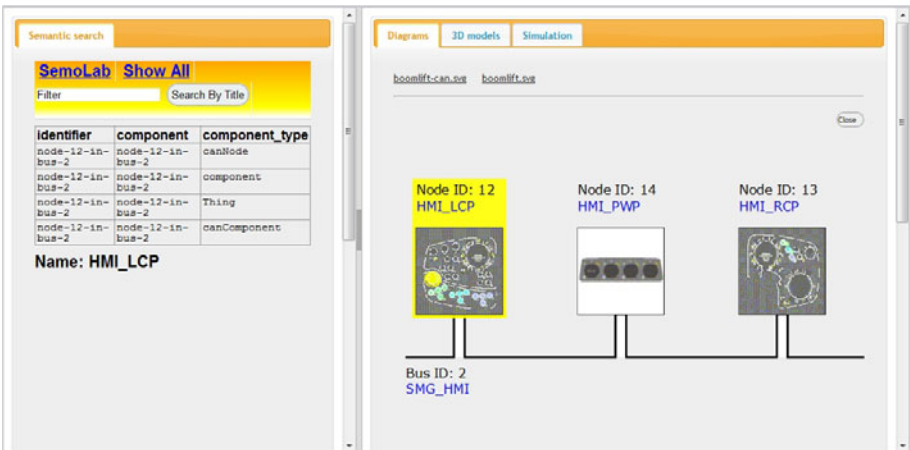 Semantic search
SemoLab Show All
Filter Search By Title
identifier component component_type
node-12-in-bus-2 node-12-in-bus-2 canNode
node-12-in-bus-2 node-12-in-bus-2 component
node-12-in-bus-2 node-12-in-bus-2 Thing
node-12-in-bus-2 node-12-in-bus-2 canComponent
Name: HMI_LCP
Diagrams 3D models Simulation
boomlift-can.svg boomlift.svg
Close
Node ID: 12
HMI_LCP
Node ID: 14
HMI_PWP
Node ID: 13
HMI_RCP
Bus ID: 2
SMG_HMI